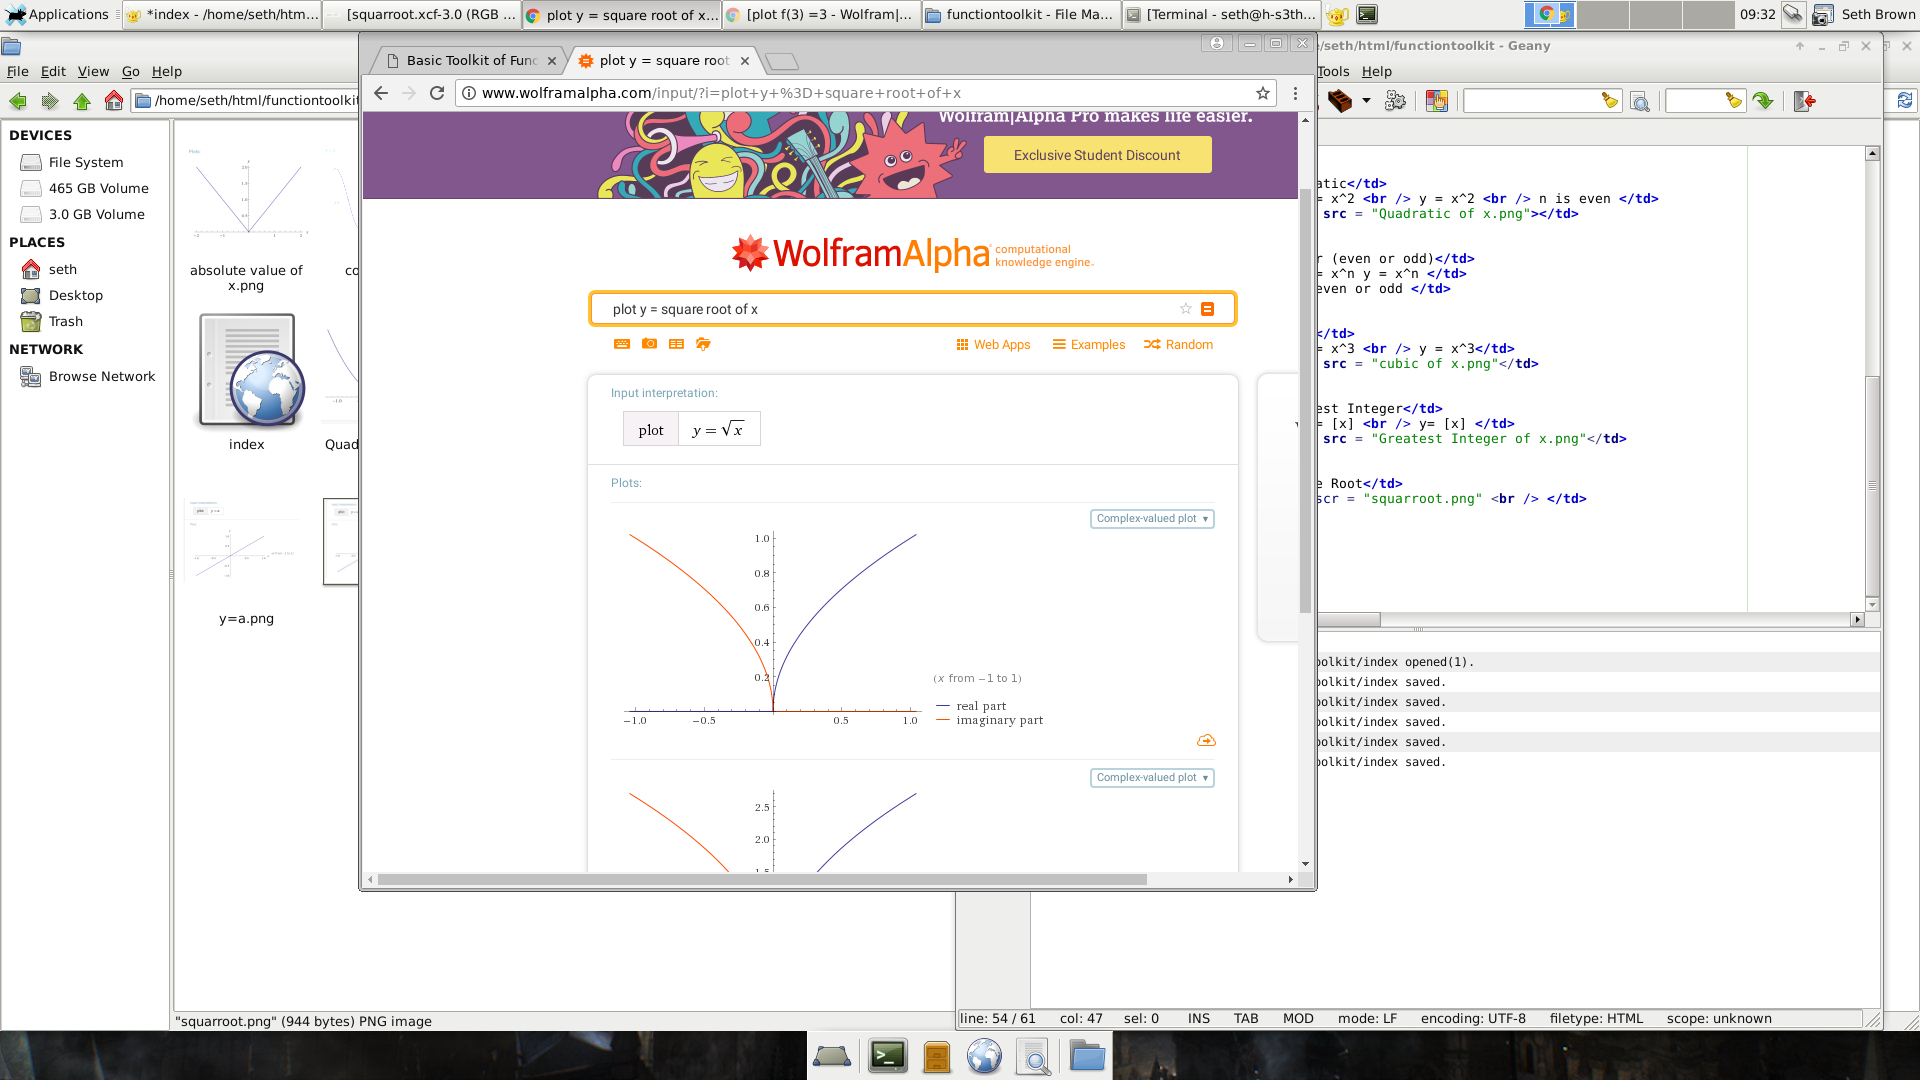 Applications
*index - /home/seth/htm...
[squarroot.xcf-3.0 (RGB ...
plot y = square root of x...
[plot f(3) =3 - Wolfram|...
functiontoolkit - File Ma...
[Terminal - seth@h-s3th...
09:32
Seth Brown
File Edit View Go Help
/home/seth/html/functiontoolkit
DEVICES
File System
465 GB Volume
3.0 GB Volume
PLACES
seth
Desktop
Trash
NETWORK
Browse Network
absolute value of
x.png
co
index
Quad
y=a.png
"squarroot.png" (944 bytes) PNG image
Basic Toolkit of Func
plot y = square root
www.wolframalpha.com/input/?i=plot+y+%3D+square+root+of+x
Wolfram|Alpha Pro makes life easier.
Exclusive Student Discount
WolframAlpha computational
knowledge engine.
plot y = square root of x
Web Apps
Examples
Random
Input interpretation:
plot y = √x
Plots:
Complex-valued plot
1.0
0.8
0.6
0.4
0.2
-1.0 -0.5 0.5 1.0
(x from -1 to 1)
real part
imaginary part
Complex-valued plot
2.5
2.0
1.5
/seth/html/functiontoolkit - Geany
Tools Help
atic</td>
= x^2 <br /> y = x^2 <br /> n is even </td>
src = "Quadratic of x.png"></td>
r (even or odd)</td>
= x^n y = x^n </td>
even or odd </td>
</td>
= x^3 <br /> y = x^3</td>
src = "cubic of x.png"</td>
est Integer</td>
= [x] <br /> y= [x] </td>
src = "Greatest Integer of x.png"</td>
e Root</td>
scr = "squarroot.png" <br /> </td>
oolkit/index opened(1).
oolkit/index saved.
oolkit/index saved.
oolkit/index saved.
oolkit/index saved.
oolkit/index saved.
line: 54 / 61 col: 47 sel: 0 INS TAB MOD mode: LF encoding: UTF-8 filetype: HTML scope: unknown